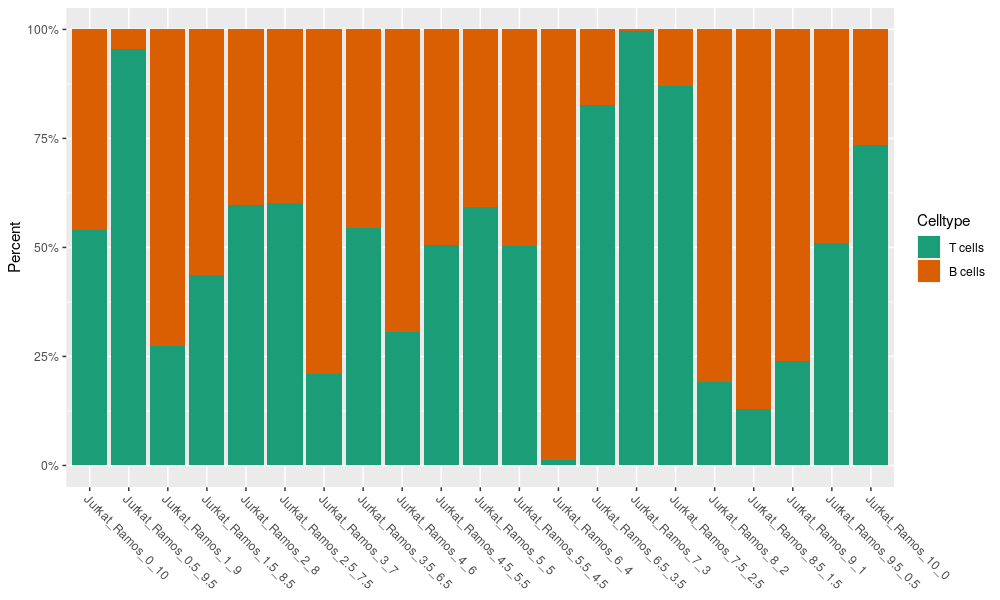 100%
75%
50%
25%
0%
Percent
Jurkat_Ramos_0_10
Jurkat_Ramos_0.5_9.5
Jurkat_Ramos_1_9
Jurkat_Ramos_1.5_8.5
Jurkat_Ramos_2_8
Jurkat_Ramos_2.5_7.5
Jurkat_Ramos_3_7
Jurkat_Ramos_3.5_6.5
Jurkat_Ramos_4_6
Jurkat_Ramos_4.5_5.5
Jurkat_Ramos_5_5
Jurkat_Ramos_5.5_4.5
Jurkat_Ramos_6_4
Jurkat_Ramos_6.5_3.5
Jurkat_Ramos_7_3
Jurkat_Ramos_7.5_2.5
Jurkat_Ramos_8_2
Jurkat_Ramos_8.5_1.5
Jurkat_Ramos_9_1
Jurkat_Ramos_9.5_0.5
Jurkat_Ramos_10_0
Celltype
T cells
B cells